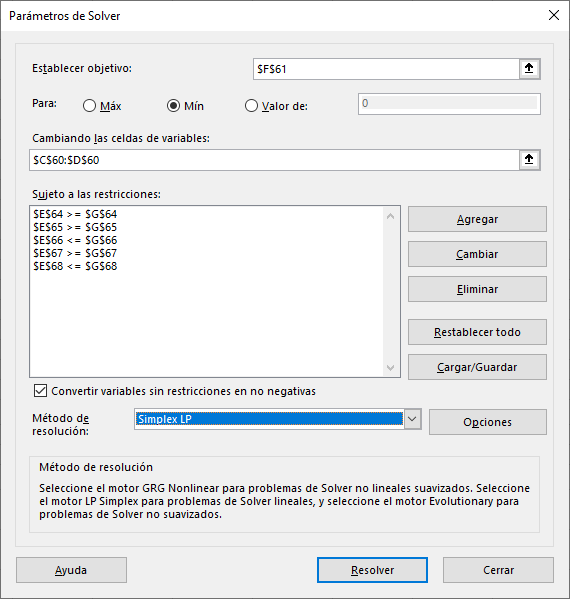 Parámetros de Solver
Establecer objetivo:
$F$61
Para:
Máx
Mín
Valor de:
0
Cambiando las celdas de variables:
$C$60:$D$60
Sujeto a las restricciones:
$E$64 >= $G$64
$E$65 >= $G$65
$E$66 <= $G$66
$E$67 >= $G$67
$E$68 <= $G$68
Agregar
Cambiar
Eliminar
Restablecer todo
Cargar/Guardar
Convertir variables sin restricciones en no negativas
Método de
resolución:
Simplex LP
Opciones
Método de resolución
Seleccione el motor GRG Nonlinear para problemas de Solver no lineales suavizados. Seleccione
el motor LP Simplex para problemas de Solver lineales, y seleccione el motor Evolutionary para
problemas de Solver no suavizados.
Ayuda
Resolver
Cerrar